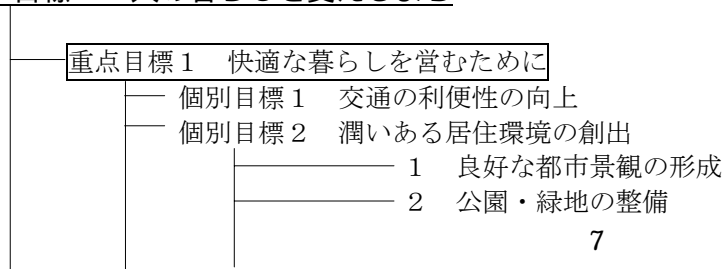 重点目標１　快適な暮らしを営むために
個別目標１　交通の利便性の向上
個別目標２　潤いある居住環境の創出
１　良好な都市景観の形成
２　公園・緑地の整備
7